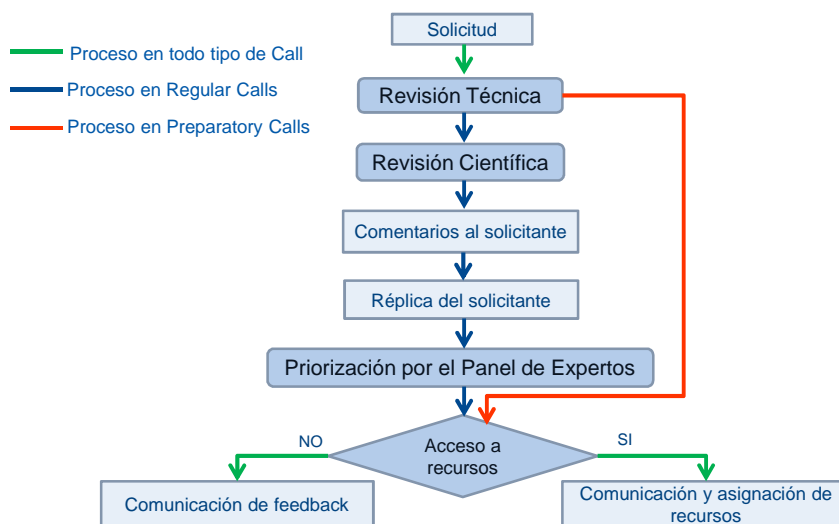 Solicitud
Proceso en todo tipo de Call
Proceso en Regular Calls
Proceso en Preparatory Calls
Revisión Técnica
Revisión Científica
Comentarios al solicitante
Réplica del solicitante
Priorización por el Panel de Expertos
NO
Acceso a
recursos
SI
Comunicación de feedback
Comunicación y asignación de
recursos